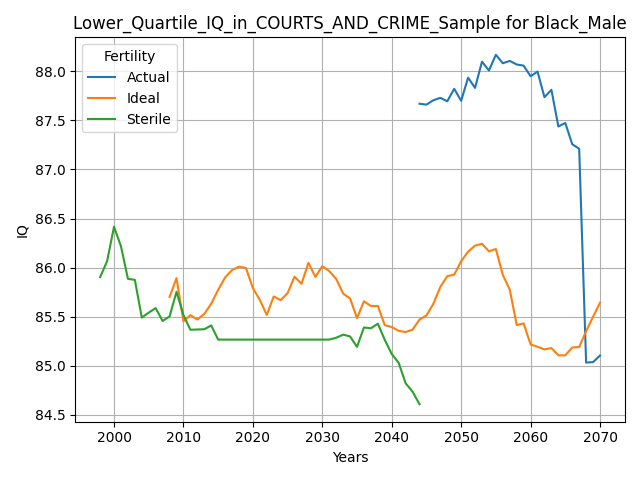 Lower_Quartile_IQ_in_COURTS_AND_CRIME_Sample for Black_Male
Fertility
Actual
Ideal
Sterile
88.0
87.5
87.0
86.5
86.0
85.5
85.0
84.5
IQ
2000 2010 2020 2030 2040 2050 2060 2070
Years